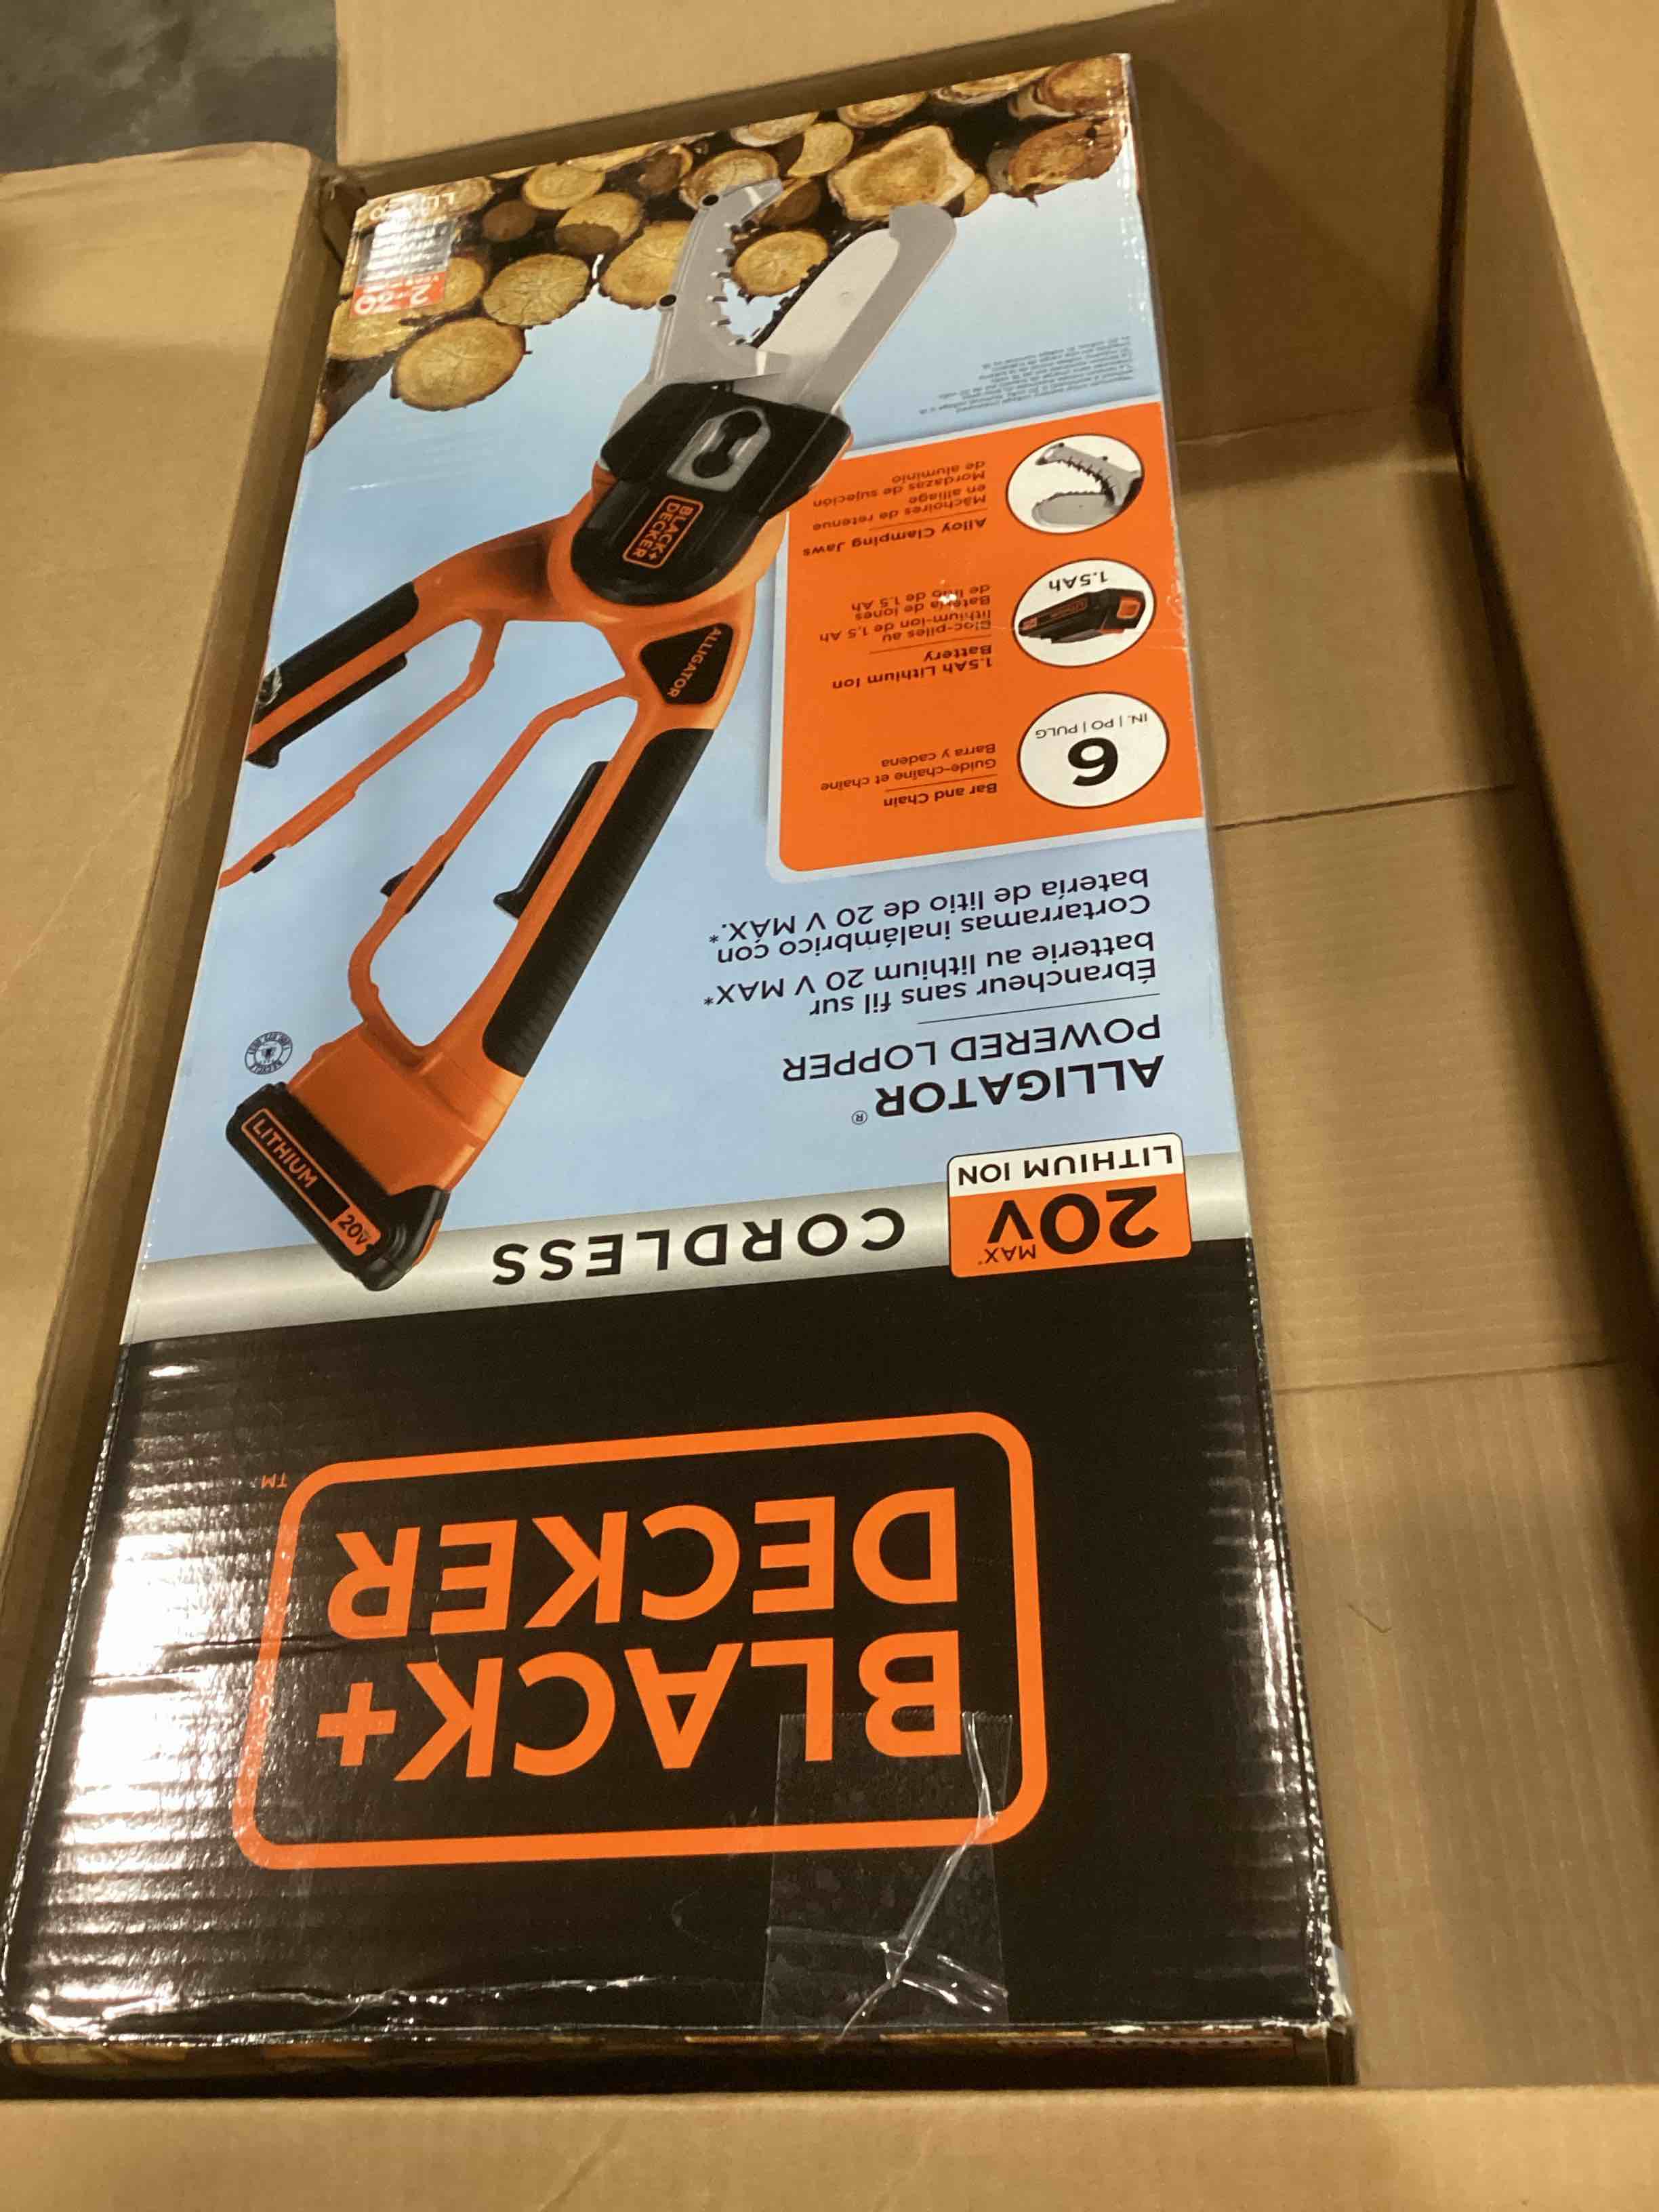 BLACK+
DECKER
™
20V
MAX*
LITHIUM ION
CORDLESS
ALLIGATOR®
POWERED LOPPER
Ébrancheur sans fil sur
batterie au lithium 20 V MAX*
Cortarramas inalámbrico con
batería de litio de 20 V MÁX.*
6
IN. | PO | PULG
Bar and Chain
Guide-chaîne et chaîne
Barra y cadena
1.5Ah
1.5Ah Lithium Ion
Battery
Bloc-piles au
lithium-ion de 1,5 Ah
Batería de iones
de litio de 1,5 Ah
Alloy Clamping Jaws
Mâchoires de retenue
en alliage
Mordazas de sujeción
de aluminio
LITHIUM 20V
ALLIGATOR
BLACK+
DECKER